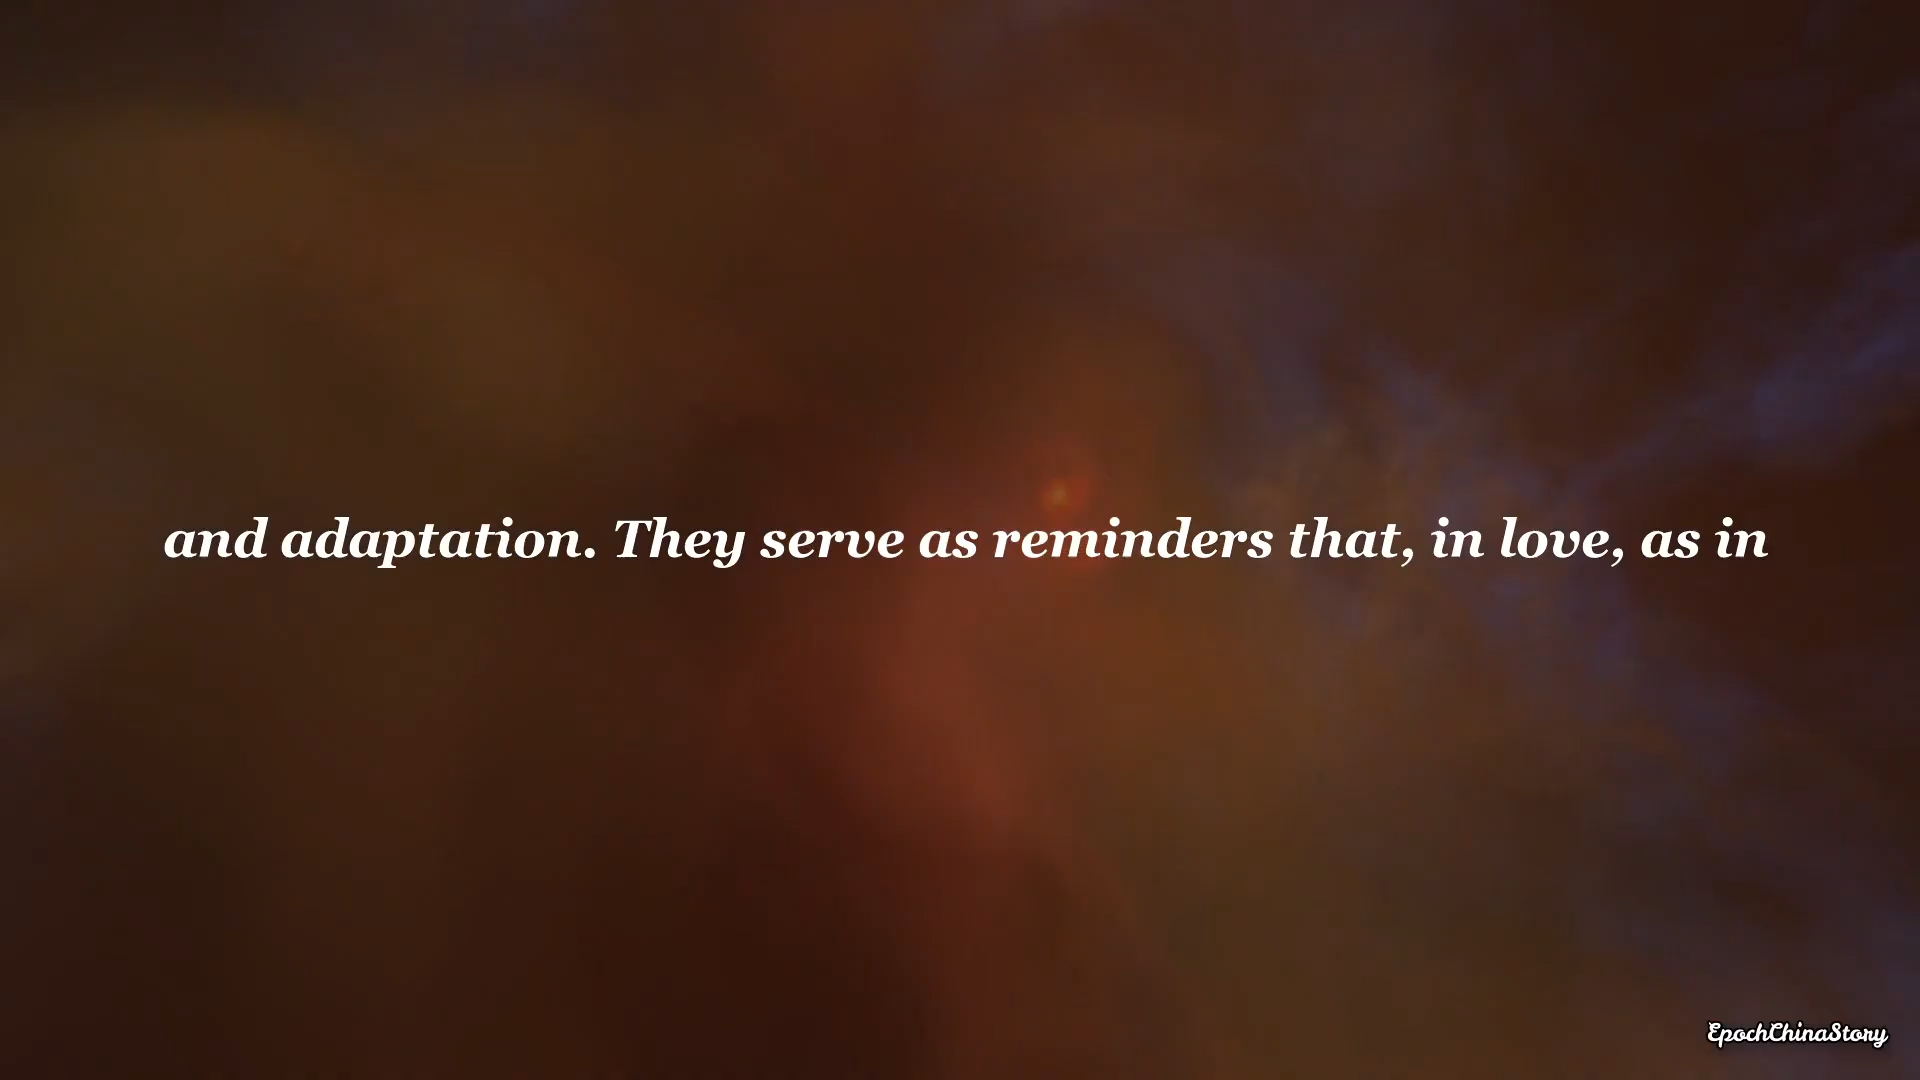 and adaptation. They serve as reminders that, in love, as in
EpochChinaStory